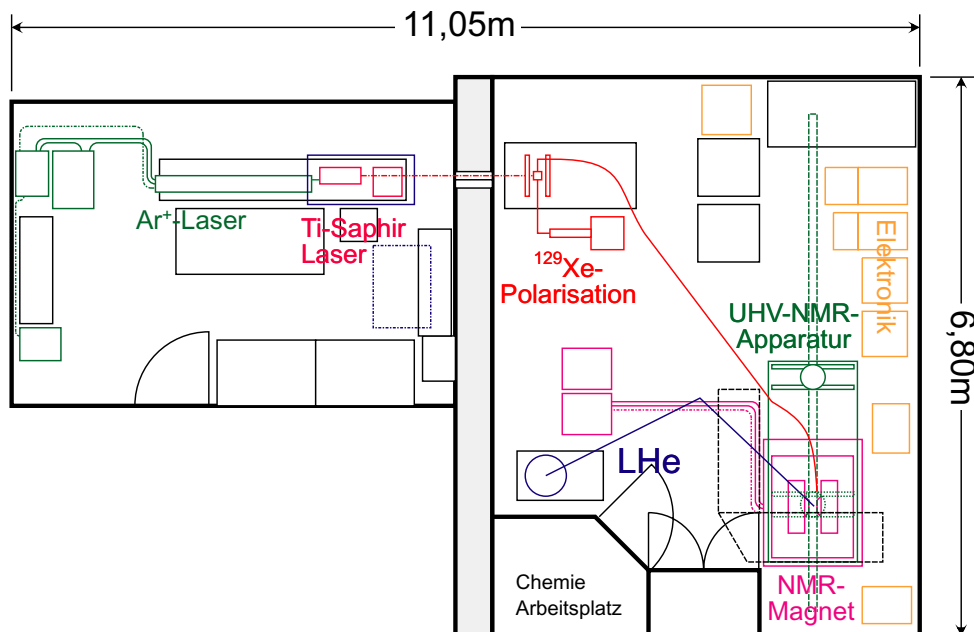 11,05m
Ar⁺-Laser
Ti-Saphir
Laser
¹²⁹Xe-
Polarisation
Elektronik
UHV-NMR-
Apparatur
6,80m
LHe
Chemie
Arbeitsplatz
NMR-
Magnet